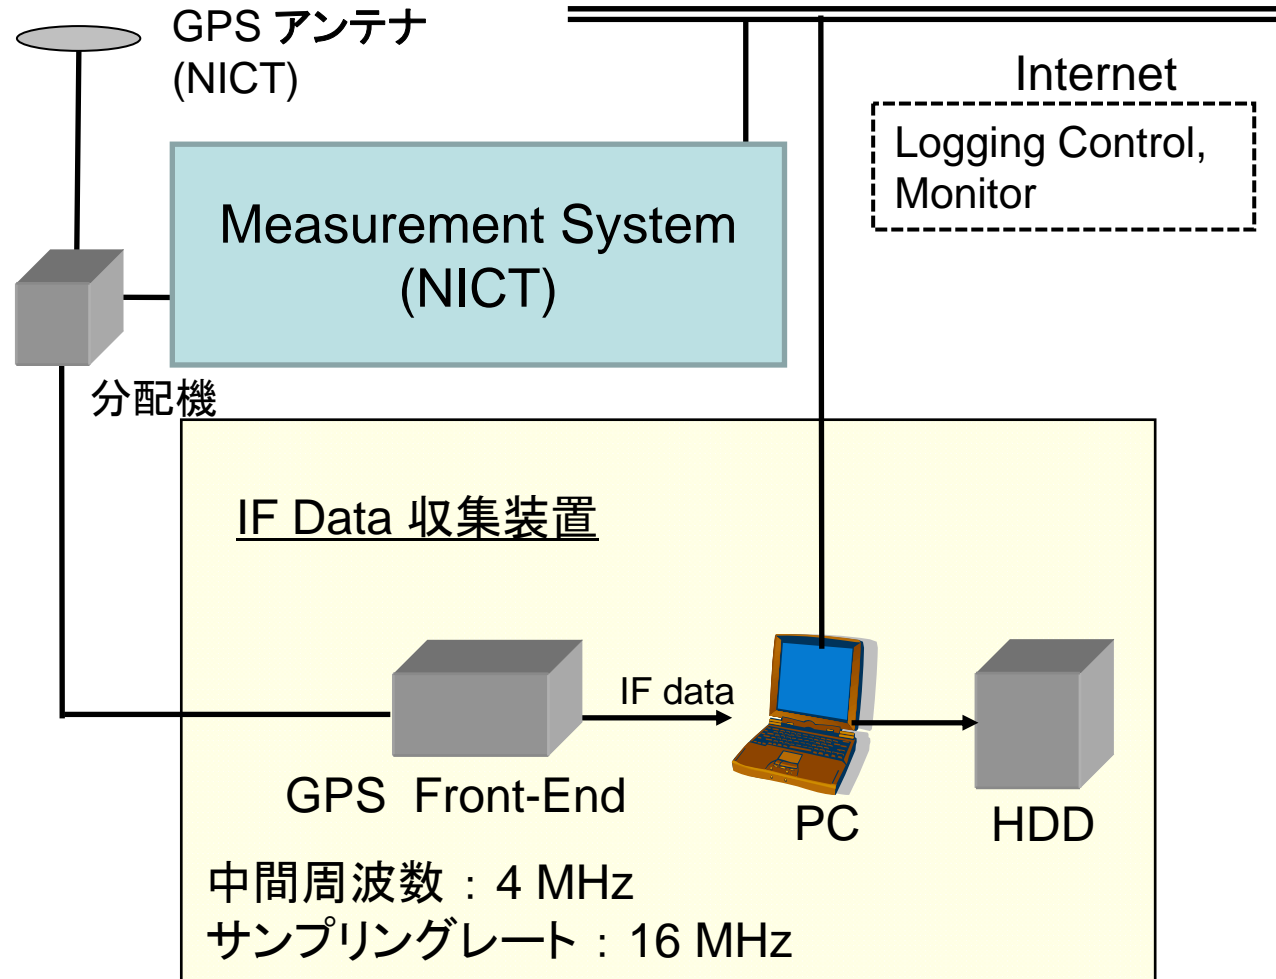 GPS アンテナ
(NICT)
Internet
Logging Control,
Monitor
Measurement System
(NICT)
分配機
IF Data 収集装置
IF data
GPS Front-End
PC
HDD
中間周波数：4 MHz
サンプリングレート：16 MHz